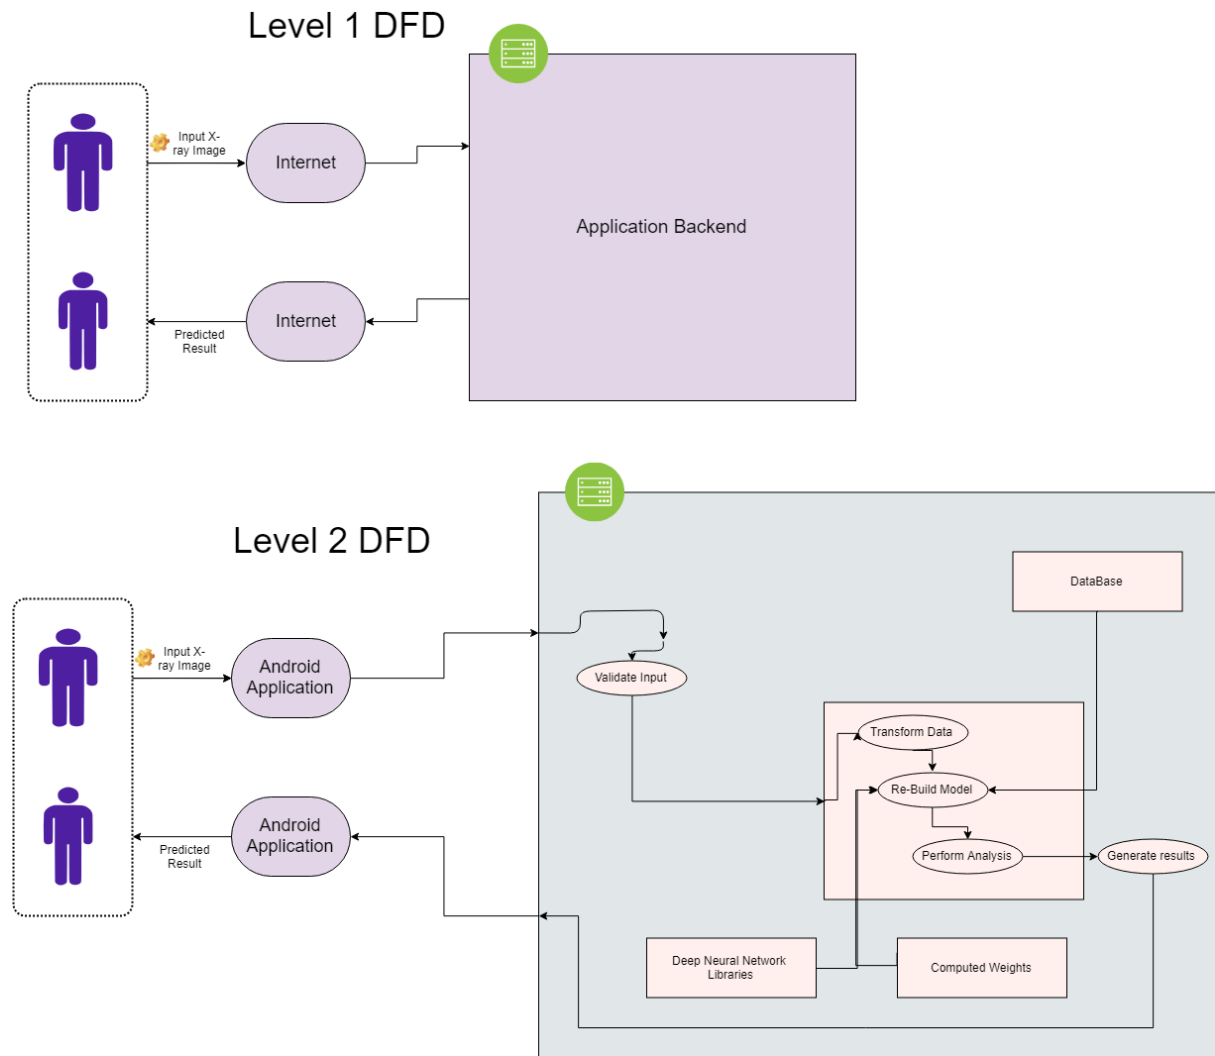 Level 1 DFD
Input X-
ray Image
Internet
Application Backend
Internet
Predicted
Result
Level 2 DFD
DataBase
Input X-
ray Image
Android
Application
Validate Input
Transform Data
Re-Build Model
Android
Application
Predicted
Result
Perform Analysis
Generate results
Deep Neural Network
Libraries
Computed Weights